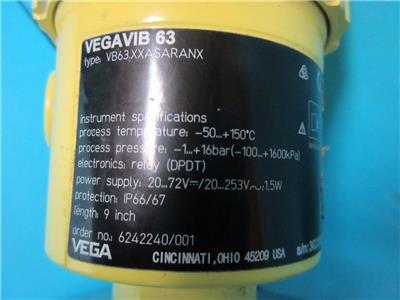 VEGAVIB 63
type: VB63.XXASARANX
instrument specifications
process temperature: -50...+150°C
process pressure: -1...+16bar(-100...+1600kPa)
electronics: relay (DPDT)
power supply: 20...72V⎓/20...253V∿;1.5W
protection: IP66/67
length: 9 inch
order no.: 6242240/001
VEGA
CINCINNATI,OHIO 45209 USA
s/n: